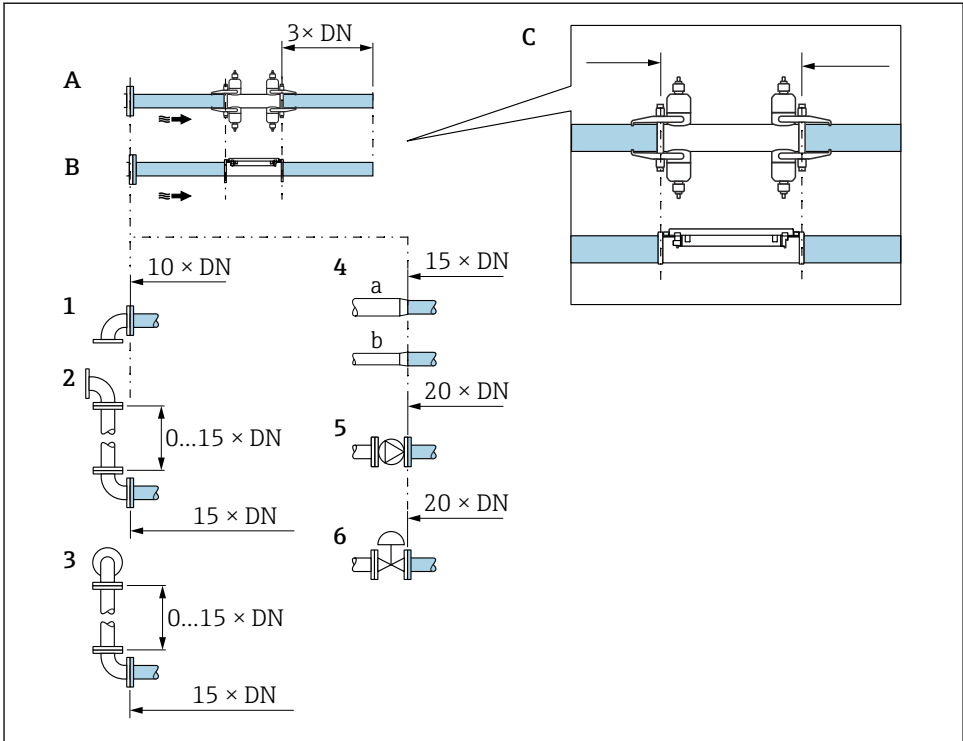 3× DN
C
A
B
10 × DN
4
15 × DN
a
1
b
2
20 × DN
0...15 × DN
5
20 × DN
15 × DN
6
3
0...15 × DN
15 × DN